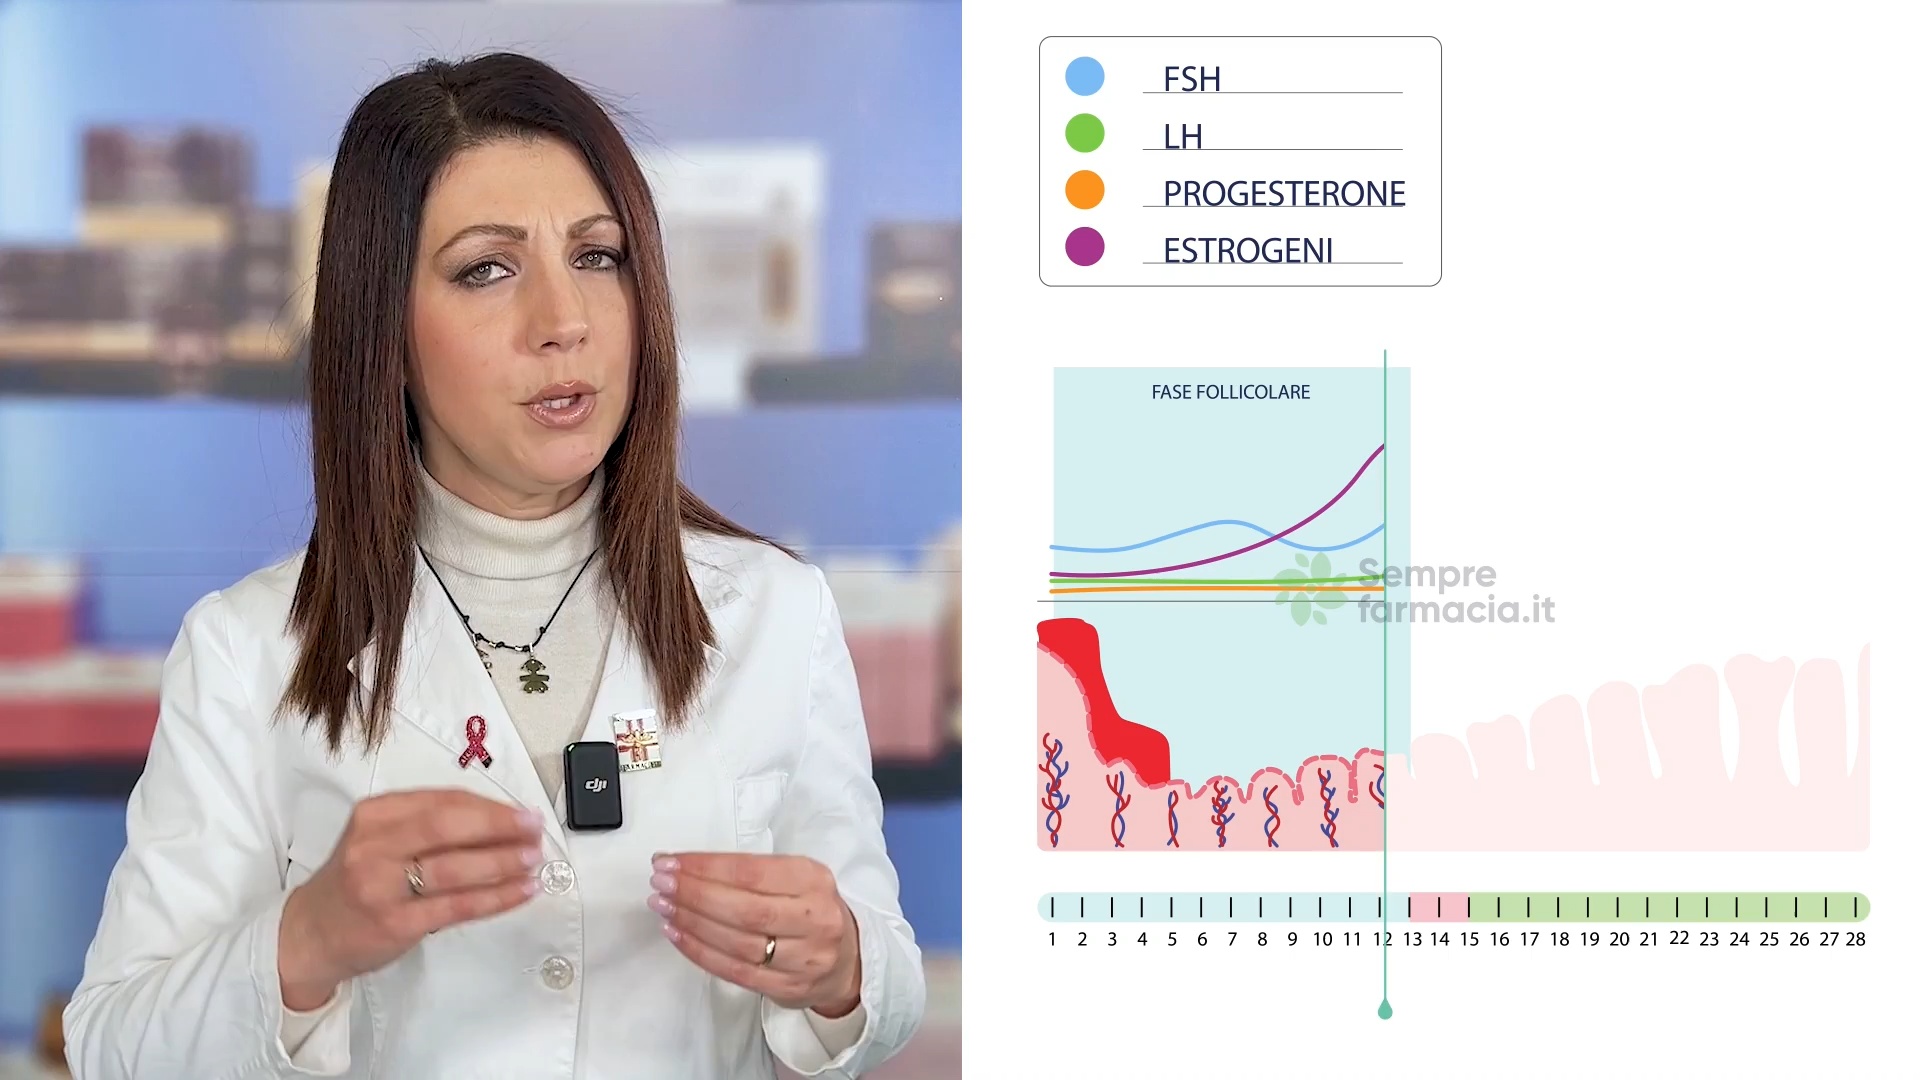 FSH
LH
PROGESTERONE
ESTROGENI
FASE FOLLICOLARE
Sempre
farmacia.it
dji
1 2 3 4 5 6 7 8 9 10 11 12 13 14 15 16 17 18 19 20 21 22 23 24 25 26 27 28